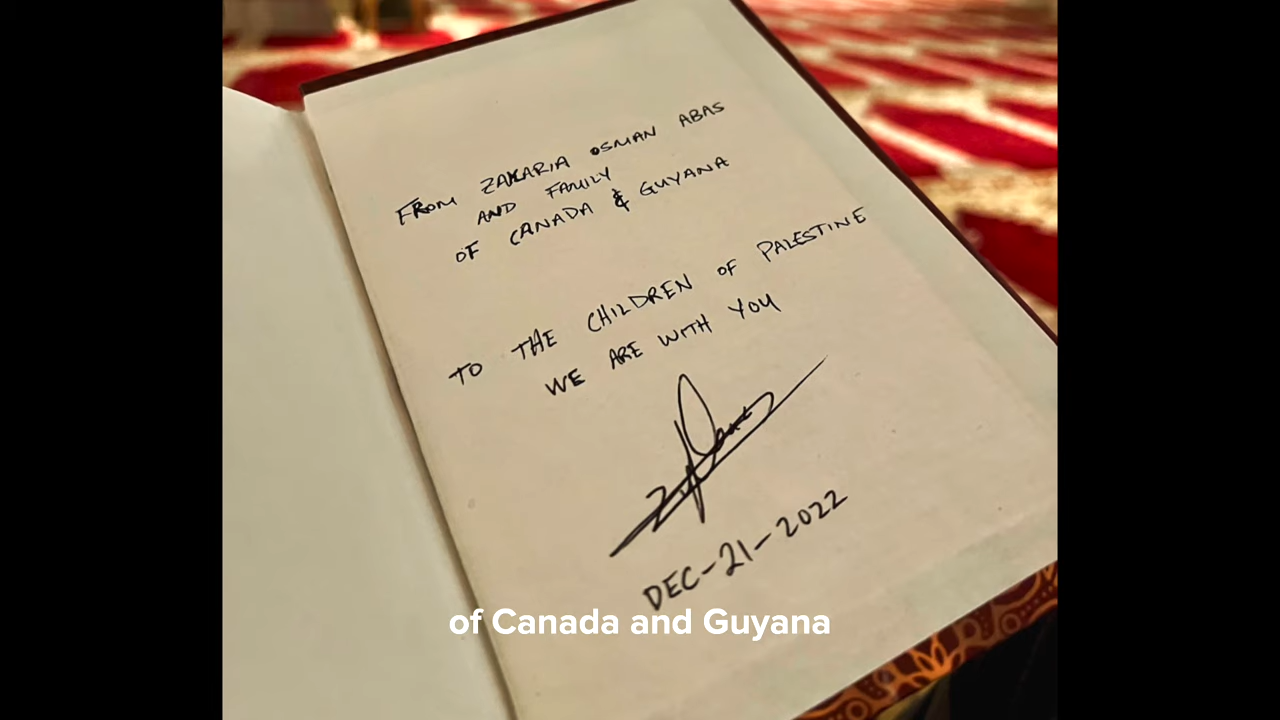 FROM ZAKARIA OSMAN ABAS
AND FAMILY
OF CANADA & GUYANA
TO THE CHILDREN OF PALESTINE
WE ARE WITH YOU
DEC-21-2022
of Canada and Guyana